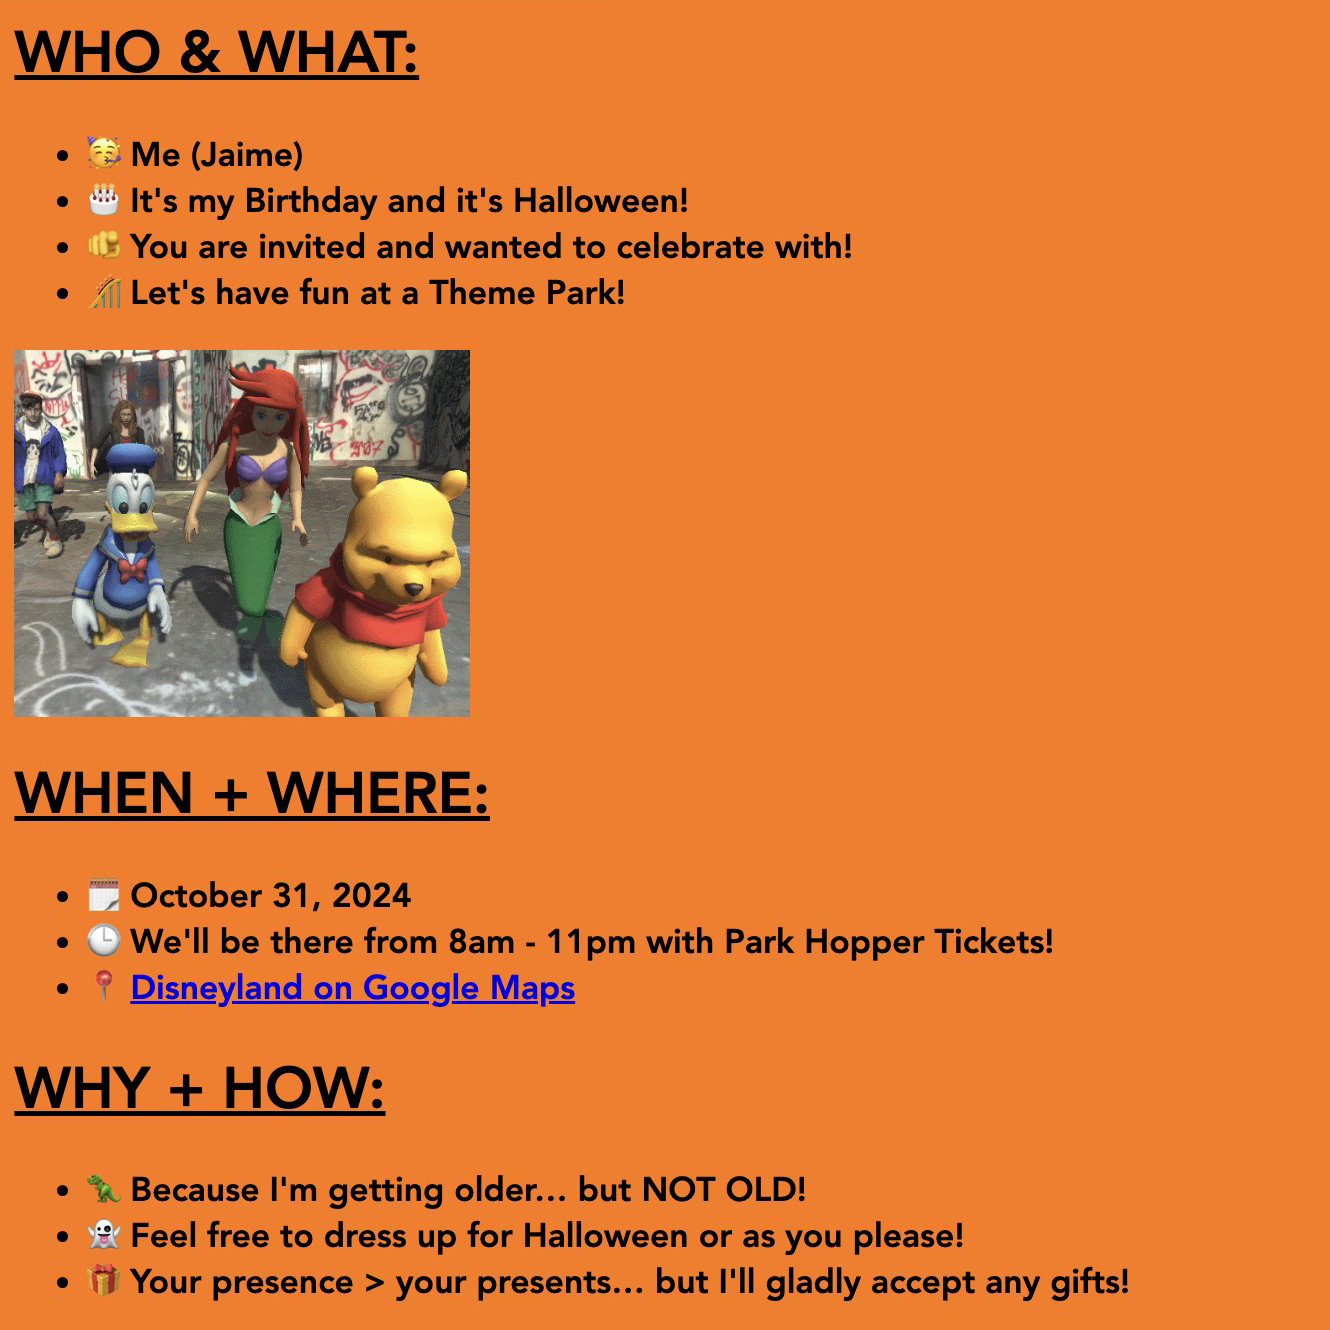 WHO & WHAT:
🥳 Me (Jaime)
🎂 It's my Birthday and it's Halloween!
🫵 You are invited and wanted to celebrate with!
🎢 Let's have fun at a Theme Park!
WHEN + WHERE:
🗓️ October 31, 2024
🕒 We'll be there from 8am - 11pm with Park Hopper Tickets!
📍 Disneyland on Google Maps
WHY + HOW:
🦖 Because I'm getting older... but NOT OLD!
👻 Feel free to dress up for Halloween or as you please!
🎁 Your presence > your presents... but I'll gladly accept any gifts!